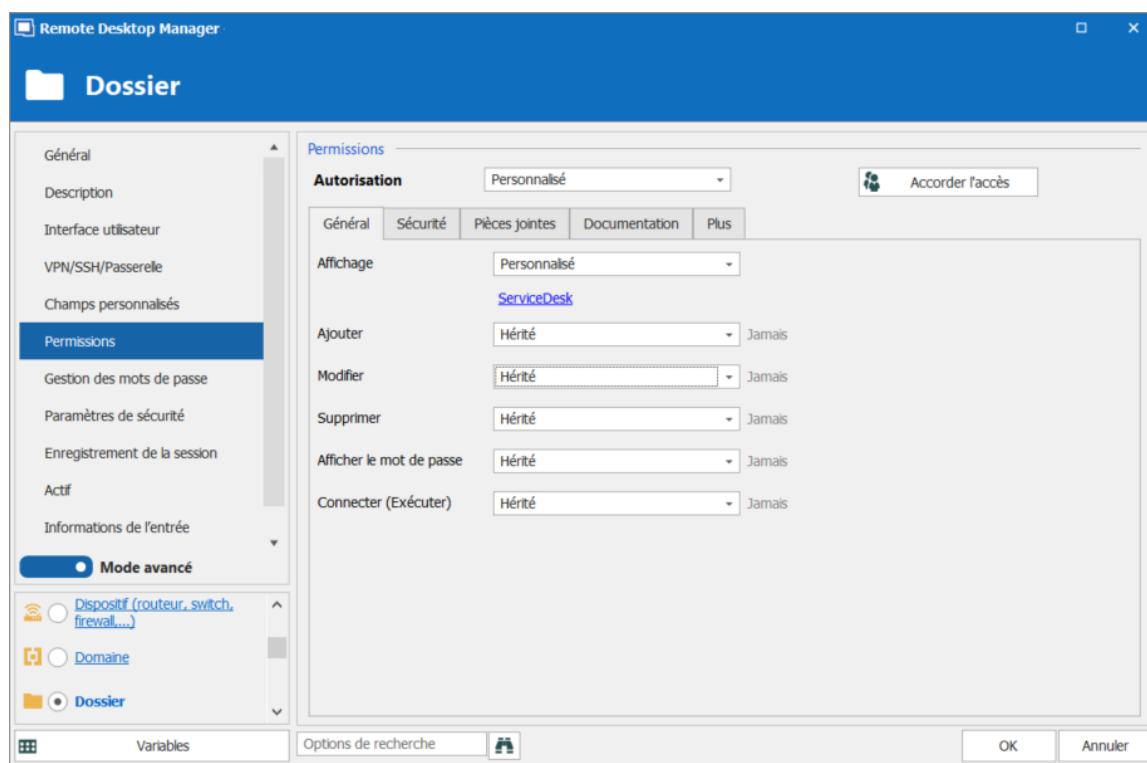 Remote Desktop Manager
Dossier
Général
Description
Interface utilisateur
VPN/SSH/Passerelle
Champs personnalisés
Permissions
Gestion des mots de passe
Paramètres de sécurité
Enregistrement de la session
Actif
Informations de l'entrée
Mode avancé
Dispositif (routeur, switch,
firewall,...)
Domaine
Dossier
Variables
Permissions
Autorisation Personnalisé Accorder l'accès
Général Sécurité Pièces jointes Documentation Plus
Affichage Personnalisé
ServiceDesk
Ajouter Hérité Jamais
Modifier Hérité Jamais
Supprimer Hérité Jamais
Afficher le mot de passe Hérité Jamais
Connecter (Exécuter) Hérité Jamais
Options de recherche
OK Annuler